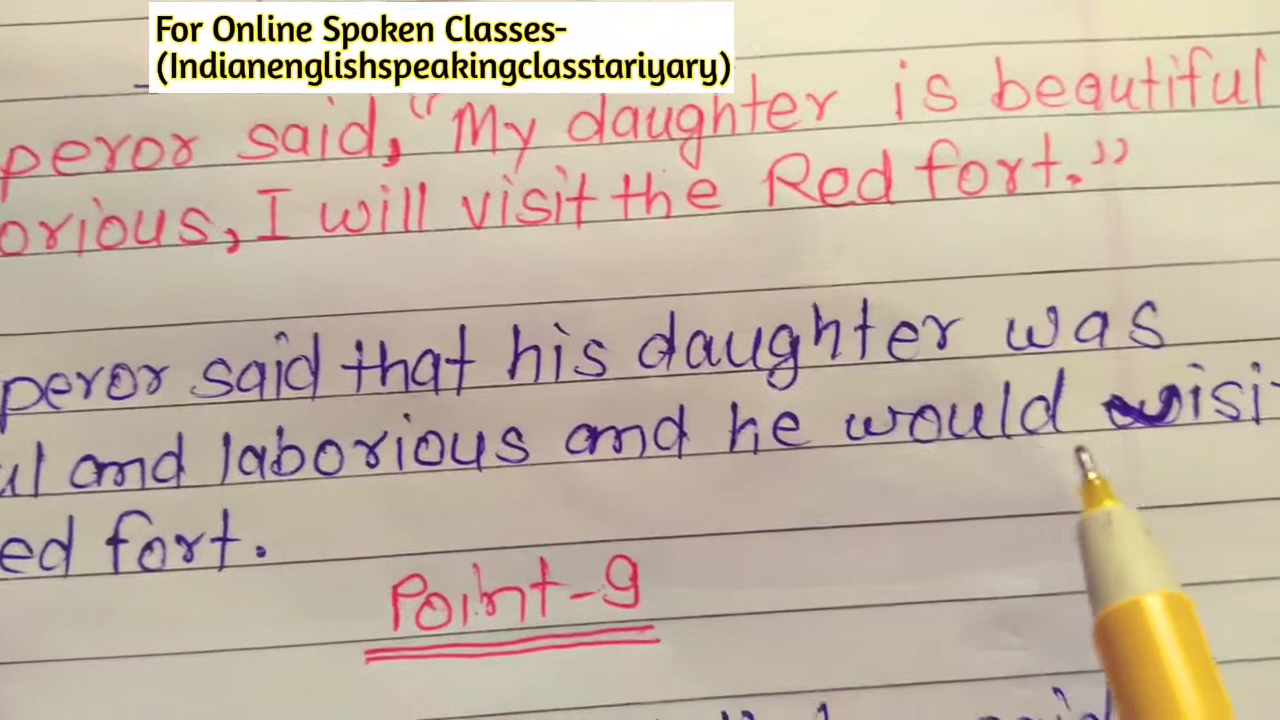 For Online Spoken Classes-
(Indianenglishspeakingclasstariyary)
peror said, "My daughter is beautiful
orious, I will visit the Red fort."
peror said that his daughter was
ul and laborious and he would visi
ed fort.
Point-9